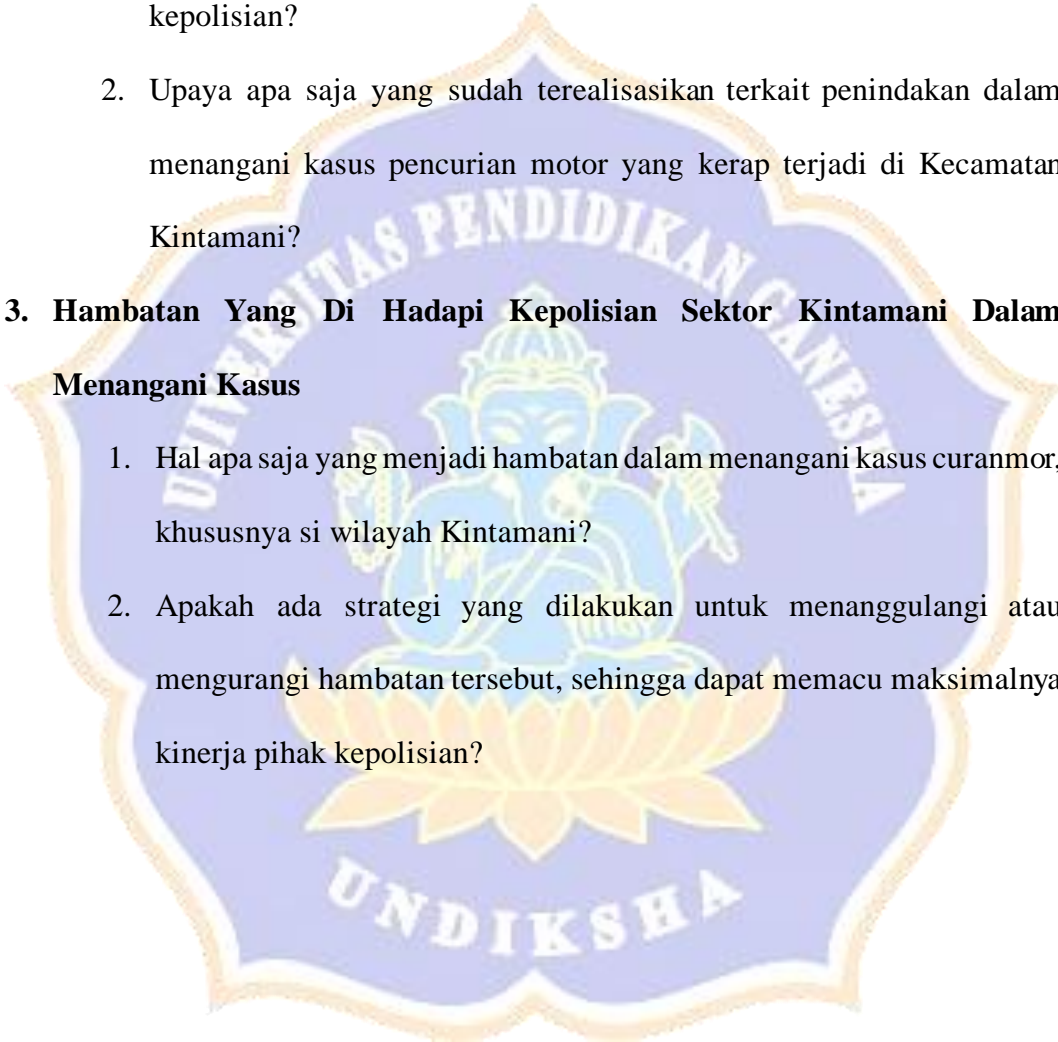 kepolisian?
2. Upaya apa saja yang sudah terealisasikan terkait penindakan dalam
menangani kasus pencurian motor yang kerap terjadi di Kecamatan
Kintamani?
3. Hambatan Yang Di Hadapi Kepolisian Sektor Kintamani Dalam
Menangani Kasus
1. Hal apa saja yang menjadi hambatan dalam menangani kasus curanmor,
khususnya si wilayah Kintamani?
2. Apakah ada strategi yang dilakukan untuk menanggulangi atau
mengurangi hambatan tersebut, sehingga dapat memacu maksimalnya
kinerja pihak kepolisian?
UNIVERSITAS PENDIDIKAN GANESHA
UNDIKSHA